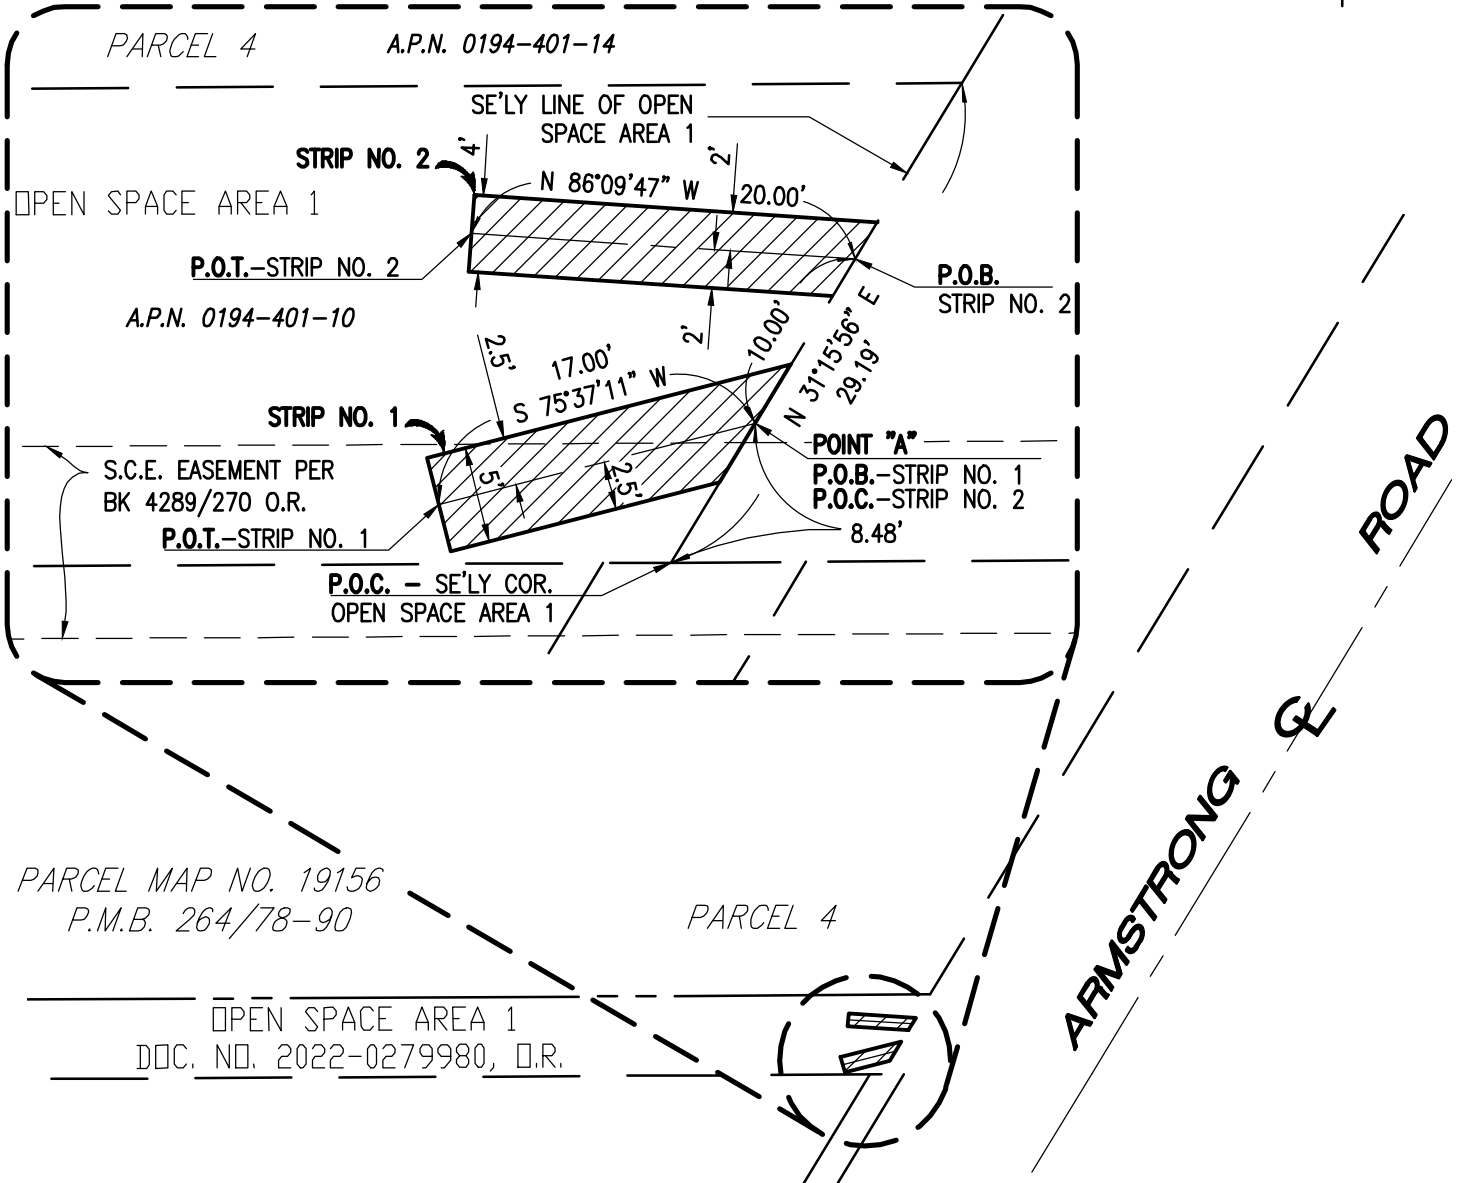 PARCEL 4
A.P.N. 0194-401-14
SE'LY LINE OF OPEN
SPACE AREA 1
STRIP NO. 2
4'
2'
N 86°09'47" W
20.00'
OPEN SPACE AREA 1
P.O.T.-STRIP NO. 2
P.O.B.
STRIP NO. 2
A.P.N. 0194-401-10
2'
10.00'
N 31°15'56" E
29.19'
2.5'
17.00'
S 75°37'11" W
STRIP NO. 1
POINT "A"
P.O.B.-STRIP NO. 1
P.O.C.-STRIP NO. 2
S.C.E. EASEMENT PER
BK 4289/270 O.R.
5'
2.5'
8.48'
P.O.T.-STRIP NO. 1
P.O.C. - SE'LY COR.
OPEN SPACE AREA 1
ARMSTRONG CL ROAD
PARCEL MAP NO. 19156
P.M.B. 264/78-90
PARCEL 4
OPEN SPACE AREA 1
DOC. NO. 2022-0279980, O.R.